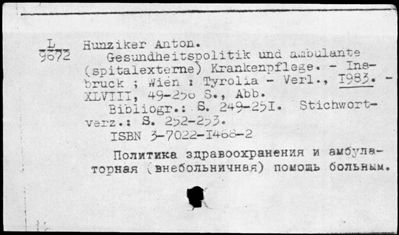 L
9672
Hunziker Anton.
Gesundheitspolitik und ambulante
(spitalexterne) Krankenpflege. - Ins-
bruck ; Wien : Tyrolia - Verl., 1983. -
XLVIII, 49-256 S., Abb.
Bibliogr.: S. 249-251. Stichwort-
verz.: S. 252-253.
ISBN 3-7022-1468-2
Политика здравоохранения и амбула-
торная (внебольничная) помощь больным.